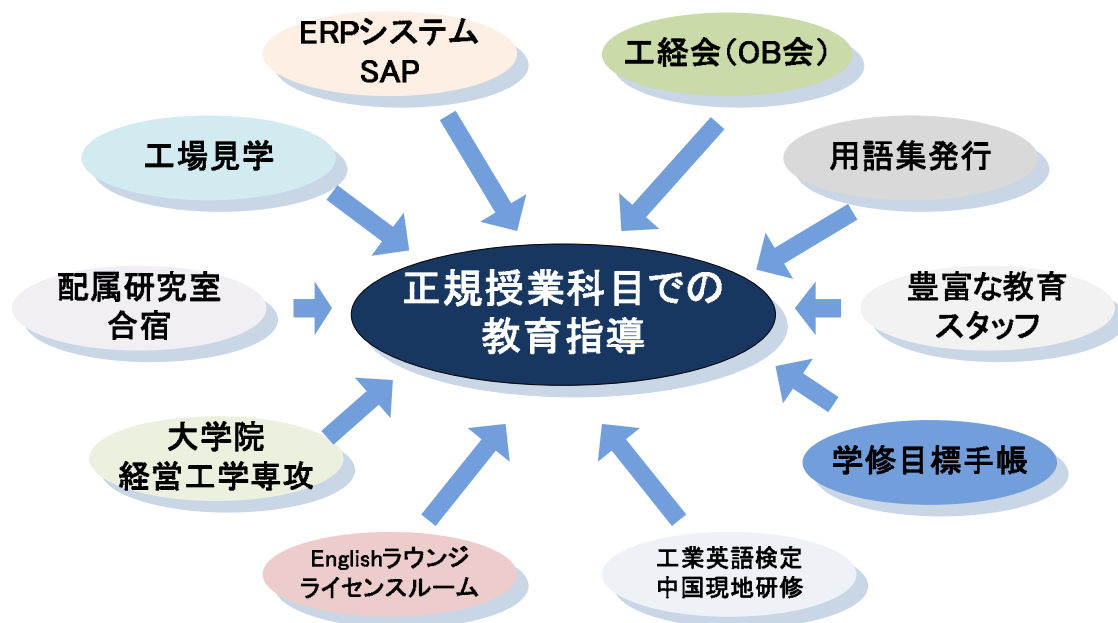 ERPシステム
SAP
工経会(OB会)
工場見学
用語集発行
正規授業科目での
教育指導
配属研究室
合宿
豊富な教育
スタッフ
大学院
経営工学専攻
学修目標手帳
Englishラウンジ
ライセンスルーム
工業英語検定
中国現地研修